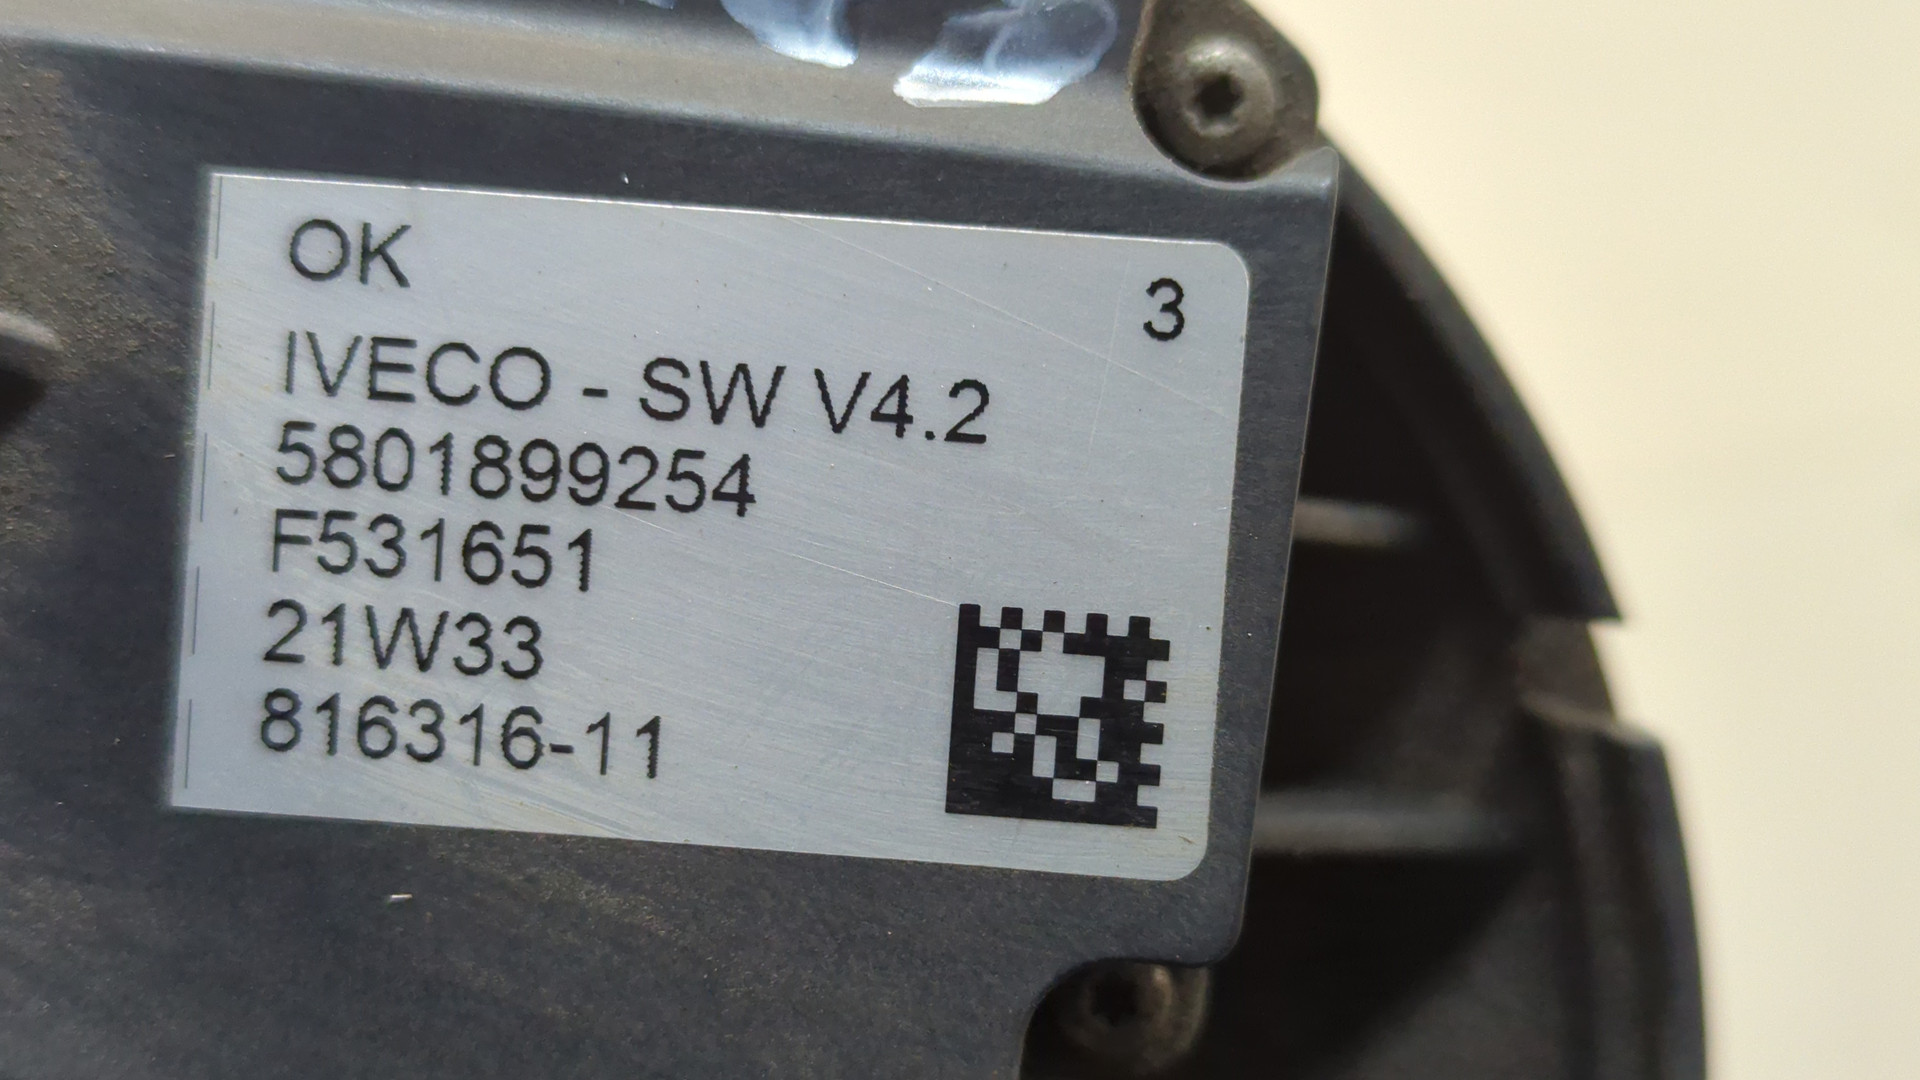 OK
3
IVECO - SW V4.2
5801899254
F531651
21W33
816316-11